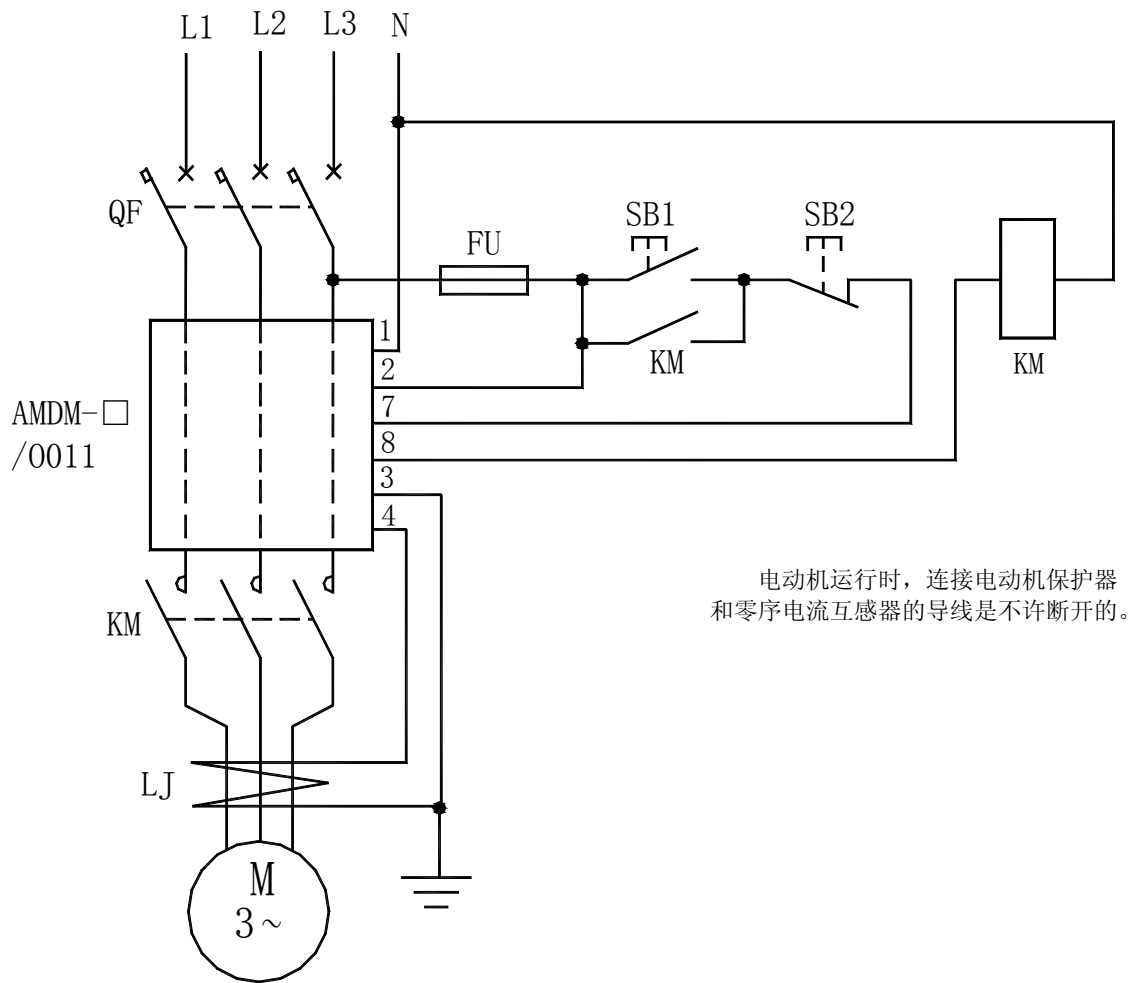 L1 L2 L3 N
QF
FU
SB1
SB2
KM
KM
1
2
7
8
3
4
AMDM-□
/0011
电动机运行时，连接电动机保护器
和零序电流互感器的导线是不许断开的。
KM
LJ
M
3~